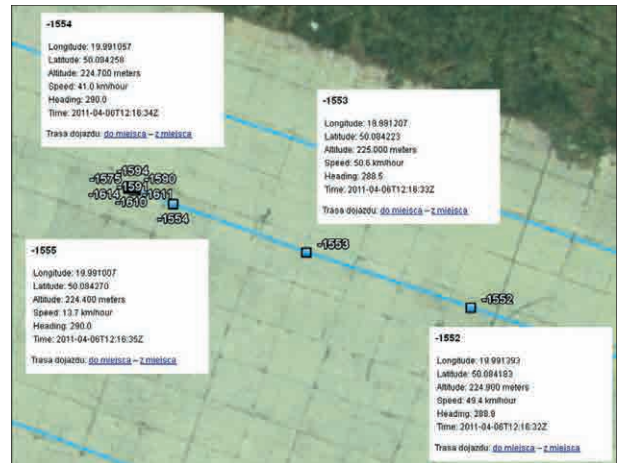 -1554
Longitude: 19.991057
Latitude: 50.084258
Altitude: 224.700 meters
Speed: 41.0 km/hour
Heading: 290.0
Time: 2011-04-06T12:16:34Z
Trasa dojazdu: do miejsca – z miejsca
-1553
Longitude: 19.991207
Latitude: 50.084223
Altitude: 225.000 meters
Speed: 50.6 km/hour
Heading: 288.5
Time: 2011-04-06T12:16:33Z
Trasa dojazdu: do miejsca – z miejsca
-1594
-1575
-1590
-1591
-1614
-1611
-1610
-1554
-1553
-1552
-1555
Longitude: 19.991007
Latitude: 50.084270
Altitude: 224.400 meters
Speed: 13.7 km/hour
Heading: 290.0
Time: 2011-04-06T12:16:35Z
Trasa dojazdu: do miejsca – z miejsca
-1552
Longitude: 19.991393
Latitude: 50.084183
Altitude: 224.900 meters
Speed: 49.4 km/hour
Heading: 288.9
Time: 2011-04-06T12:16:32Z
Trasa dojazdu: do miejsca – z miejsca